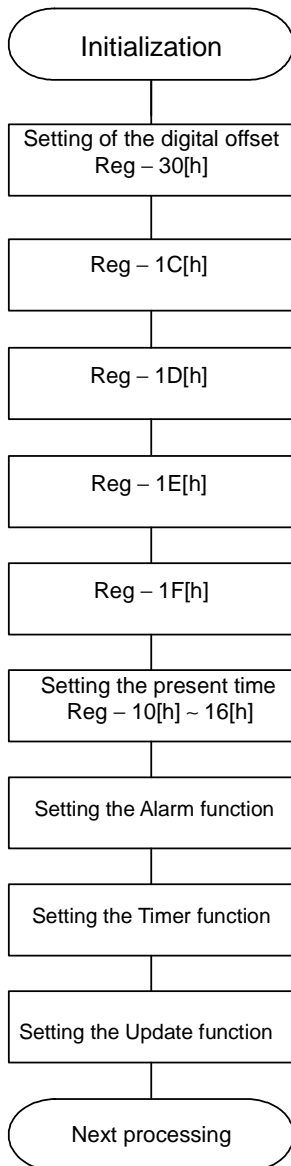 Initialization
Setting of the digital offset
Reg – 30[h]
Reg – 1C[h]
Reg – 1D[h]
Reg – 1E[h]
Reg – 1F[h]
Setting the present time
Reg – 10[h] ~ 16[h]
Setting the Alarm function
Setting the Timer function
Setting the Update function
Next processing